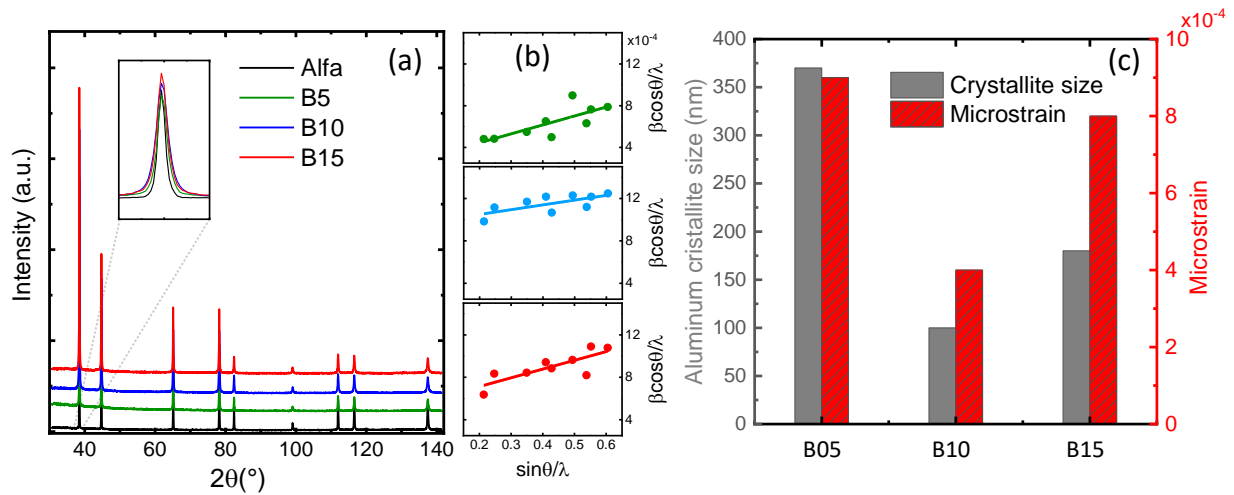 (a)
Alfa
B5
B10
B15
Intensity (a.u.)
40 60 80 100 120 140
2θ(°)
(b)
x10⁻⁴
8
4
βcosθ/λ
12
8
βcosθ/λ
12
8
4
βcosθ/λ
0.2 0.3 0.4 0.5 0.6
sinθ/λ
(c)
x10⁻⁴
Crystallite size
Microstrain
Aluminum cristallite size (nm)
400
350
300
250
200
150
100
50
0
B05 B10 B15
10
8
6
4
2
0
Microstrain